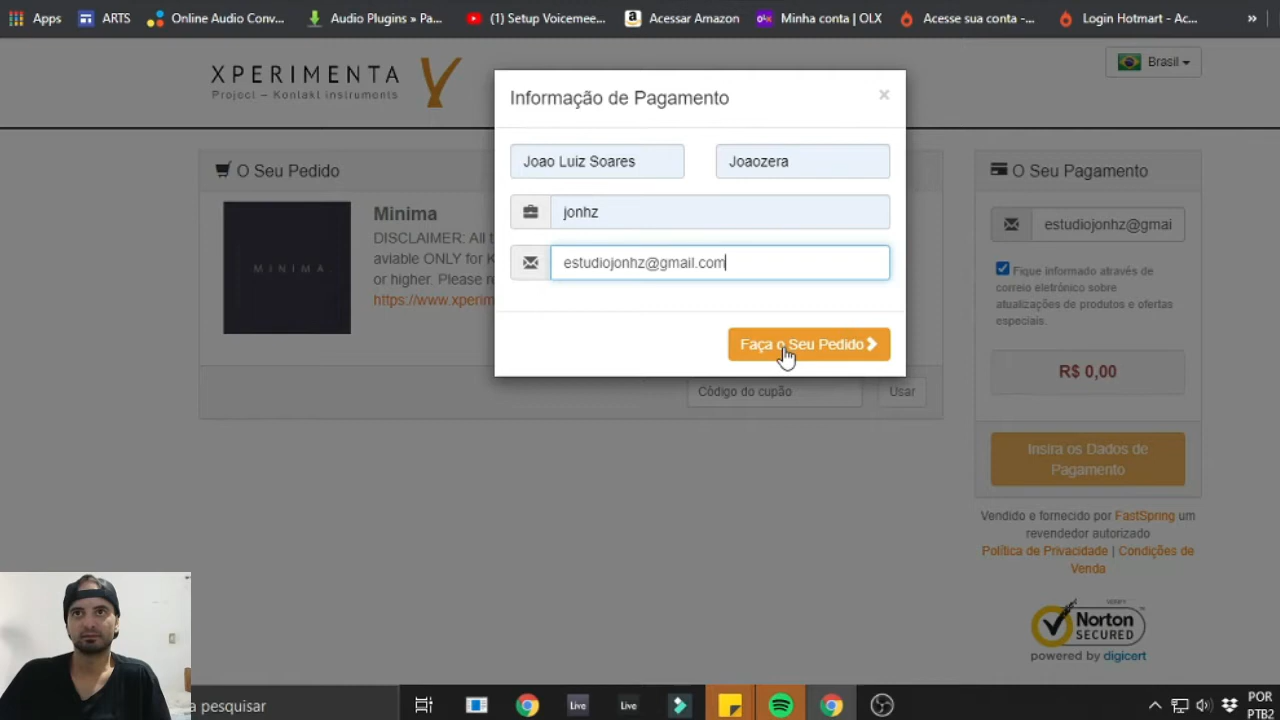 Apps
ARTS
Online Audio Conv...
Audio Plugins » Pa...
(1) Setup Voicemee...
Acessar Amazon
Minha conta | OLX
Acesse sua conta -...
Login Hotmart - Ac...
»
XPERIMENTA
Project – Kontakt instruments
Brasil
Informação de Pagamento
×
Joao Luiz Soares
Joaozera
jonhz
estudiojonhz@gmail.com
Faça o Seu Pedido
O Seu Pedido
MINIMA
Minima
DISCLAIMER: All t
aviable ONLY for K
or higher. Please re
https://www.xperim
Código do cupão
Usar
O Seu Pagamento
estudiojonhz@gmai
Fique informado através de
correio eletrónico sobre
atualizações de produtos e ofertas
especiais.
R$ 0,00
Insira os Dados de
Pagamento
Vendido e fornecido por FastSpring um
revendedor autorizado
Política de Privacidade | Condições de
Venda
Norton
SECURED
powered by digicert
a pesquisar
Live
Live
POR
PTB2